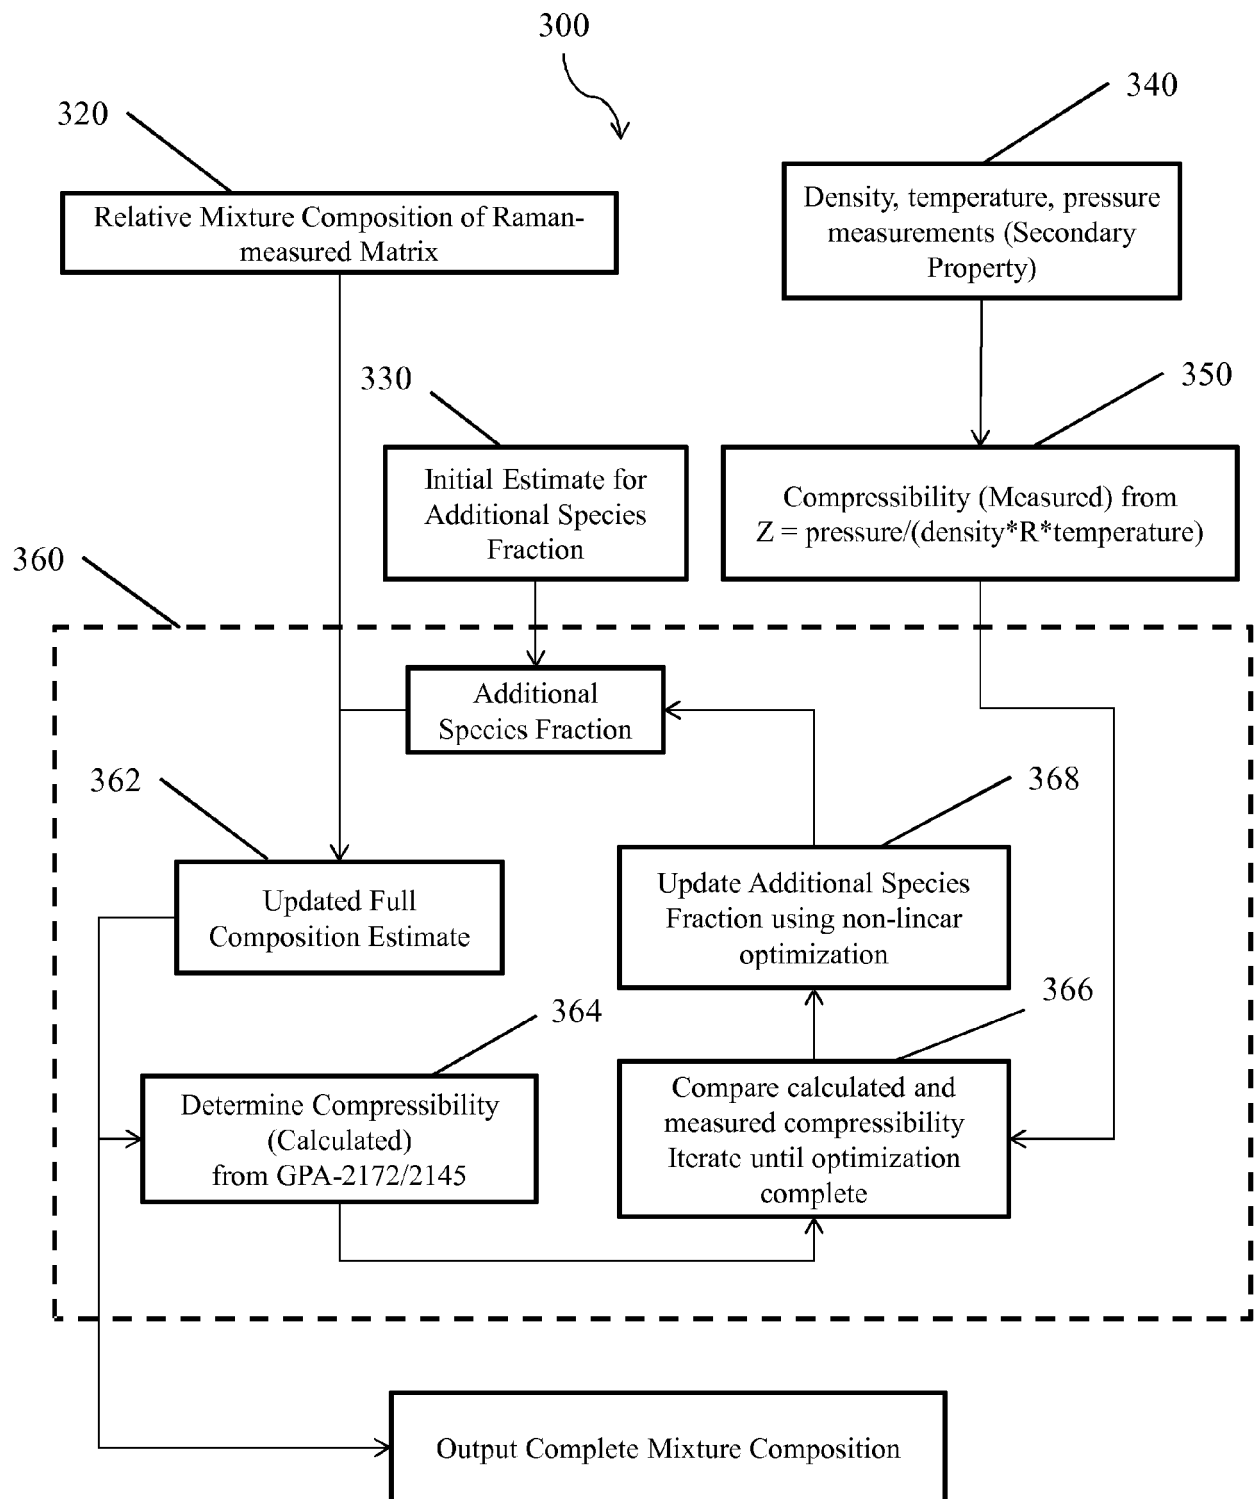 300
320
340
Relative Mixture Composition of Raman-
measured Matrix
Density, temperature, pressure
measurements (Secondary
Property)
330
350
Initial Estimate for
Additional Species
Fraction
Compressibility (Measured) from
Z = pressure/(density*R*temperature)
360
Additional
Species Fraction
362
368
Updated Full
Composition Estimate
Update Additional Species
Fraction using non-linear
optimization
364
366
Determine Compressibility
(Calculated)
from GPA-2172/2145
Compare calculated and
measured compressibility
Iterate until optimization
complete
Output Complete Mixture Composition